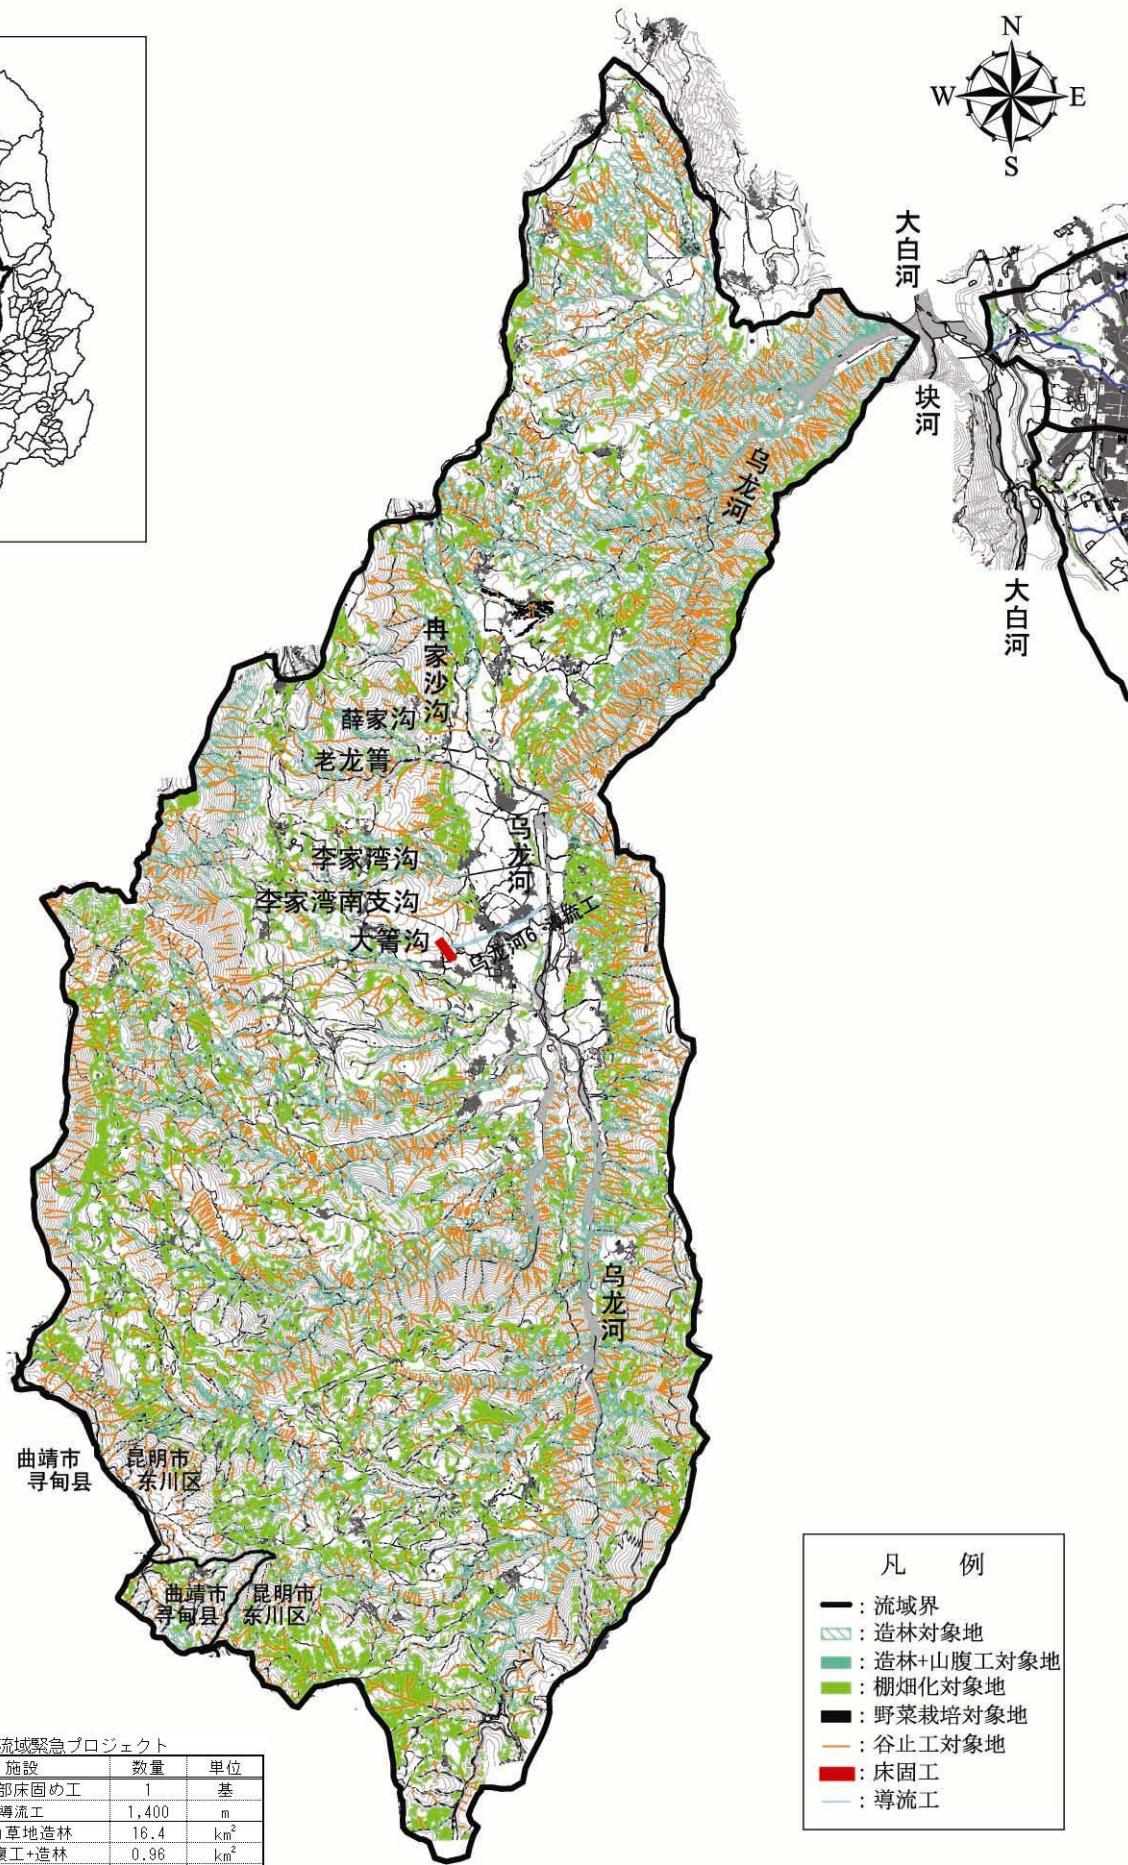 N
W
E
S
大白河
块河
乌龙河
大白河
冉家沙沟
薛家沟
老龙箐
乌龙河
李家湾沟
李家湾南支沟
大箐沟
乌龙河6-導流工
乌龙河
曲靖市
寻甸县
昆明市
东川区
曲靖市
寻甸县
昆明市
东川区
凡 例
: 流域界
: 造林対象地
: 造林+山腹工対象地
: 棚畑化対象地
: 野菜栽培対象地
: 谷止工対象地
: 床固工
: 導流工
流域緊急プロジェクト
施設 数量 単位
部床固め工 1 基
導流工 1,400 m
草地造林 16.4 km²
腹工+造林 0.96 km²